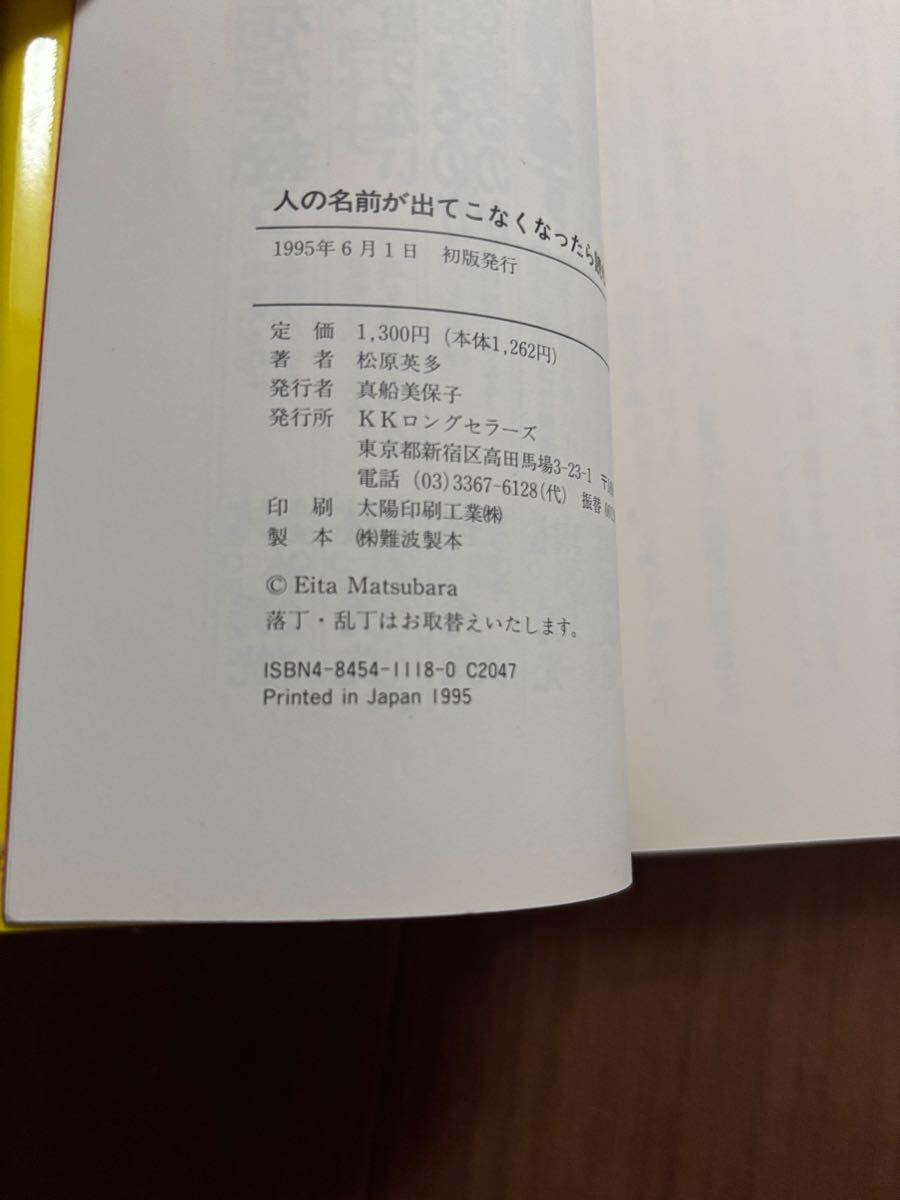 人の名前が出てこなくなったら
1995年6月1日 初版発行
定価 1,300円（本体1,262円）
著者 松原英多
発行者 真船美保子
発行所 KKロングセラーズ
東京都新宿区高田馬場3-23-1 〒
電話 (03)3367-6128(代) 振替
印刷 太陽印刷工業㈱
製本 ㈱難波製本
© Eita Matsubara
落丁・乱丁はお取替えいたします。
ISBN4-8454-1118-0 C2047
Printed in Japan 1995